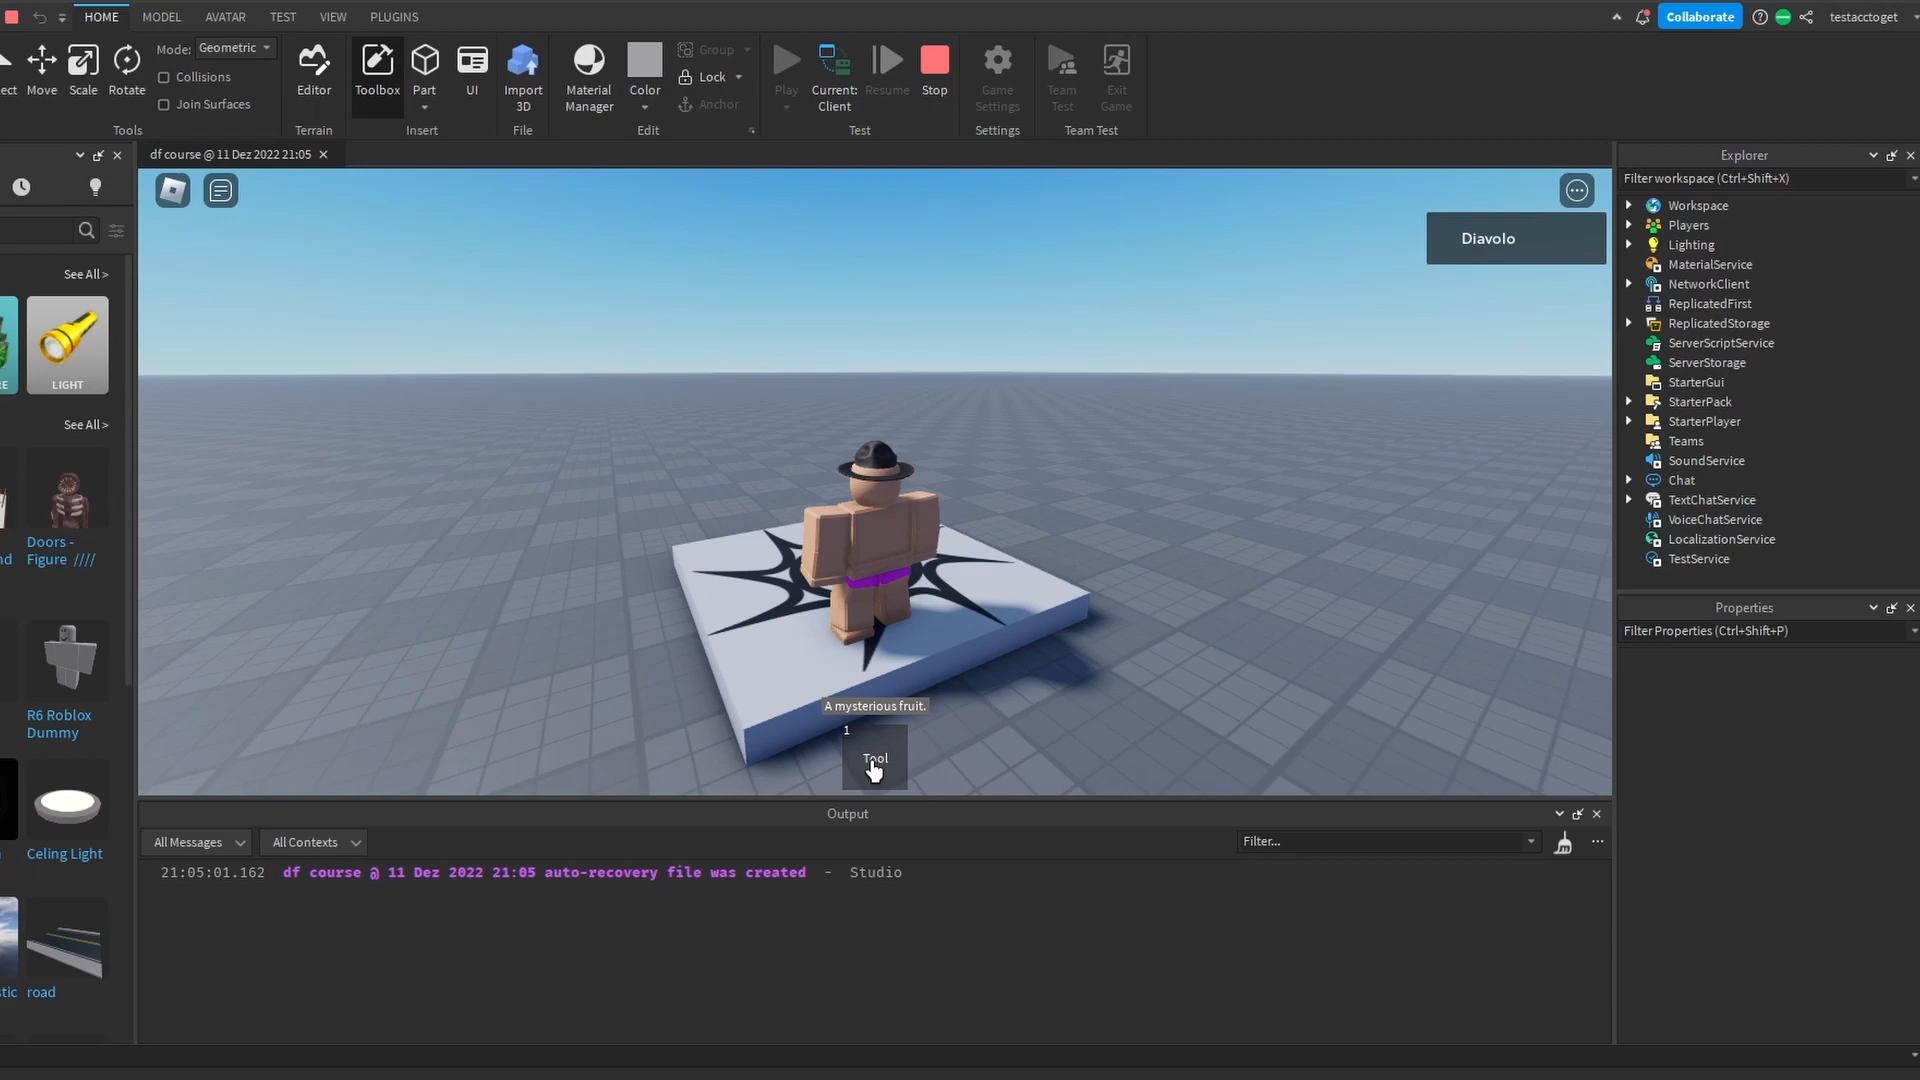 HOME MODEL AVATAR TEST VIEW PLUGINS
Collaborate
testacctoget
Mode: Geometric
Collisions
Join Surfaces
ect Move Scale Rotate
Tools
Editor
Terrain
Toolbox Part UI
Insert
Import
3D
File
Material
Manager
Color
Group
Lock
Anchor
Edit
Play
Current:
Client
Resume
Stop
Test
Game
Settings
Settings
Team
Test
Exit
Game
Team Test
df course @ 11 Dez 2022 21:05
See All >
RE
LIGHT
See All >
nd
Doors -
Figure ////
R6 Roblox
Dummy
Celing Light
stic
road
Diavolo
A mysterious fruit.
1
Tool
Explorer
Filter workspace (Ctrl+Shift+X)
Workspace
Players
Lighting
MaterialService
NetworkClient
ReplicatedFirst
ReplicatedStorage
ServerScriptService
ServerStorage
StarterGui
StarterPack
StarterPlayer
Teams
SoundService
Chat
TextChatService
VoiceChatService
LocalizationService
TestService
Properties
Filter Properties (Ctrl+Shift+P)
Output
All Messages All Contexts
Filter...
21:05:01.162 df course @ 11 Dez 2022 21:05 auto-recovery file was created - Studio